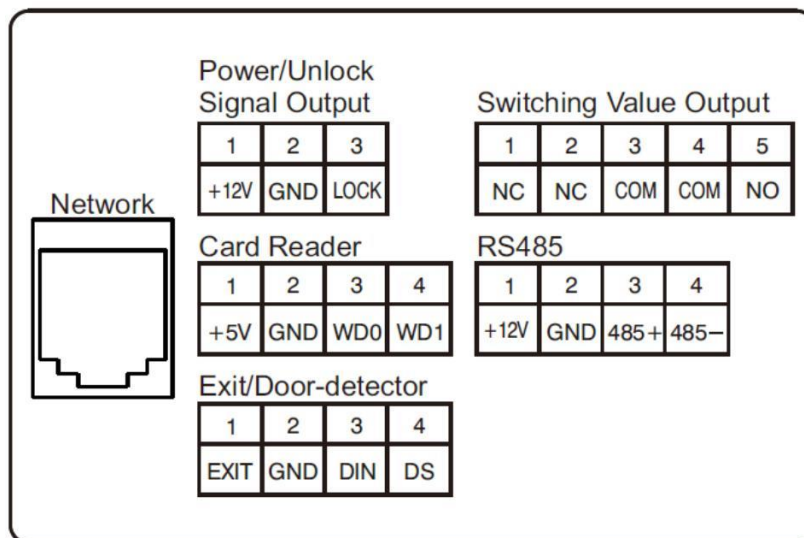 Power/Unlock
Signal Output
1 2 3
+12V GND LOCK
Switching Value Output
1 2 3 4 5
NC NC COM COM NO
Network
Card Reader
1 2 3 4
+5V GND WD0 WD1
RS485
1 2 3 4
+12V GND 485+ 485−
Exit/Door-detector
1 2 3 4
EXIT GND DIN DS